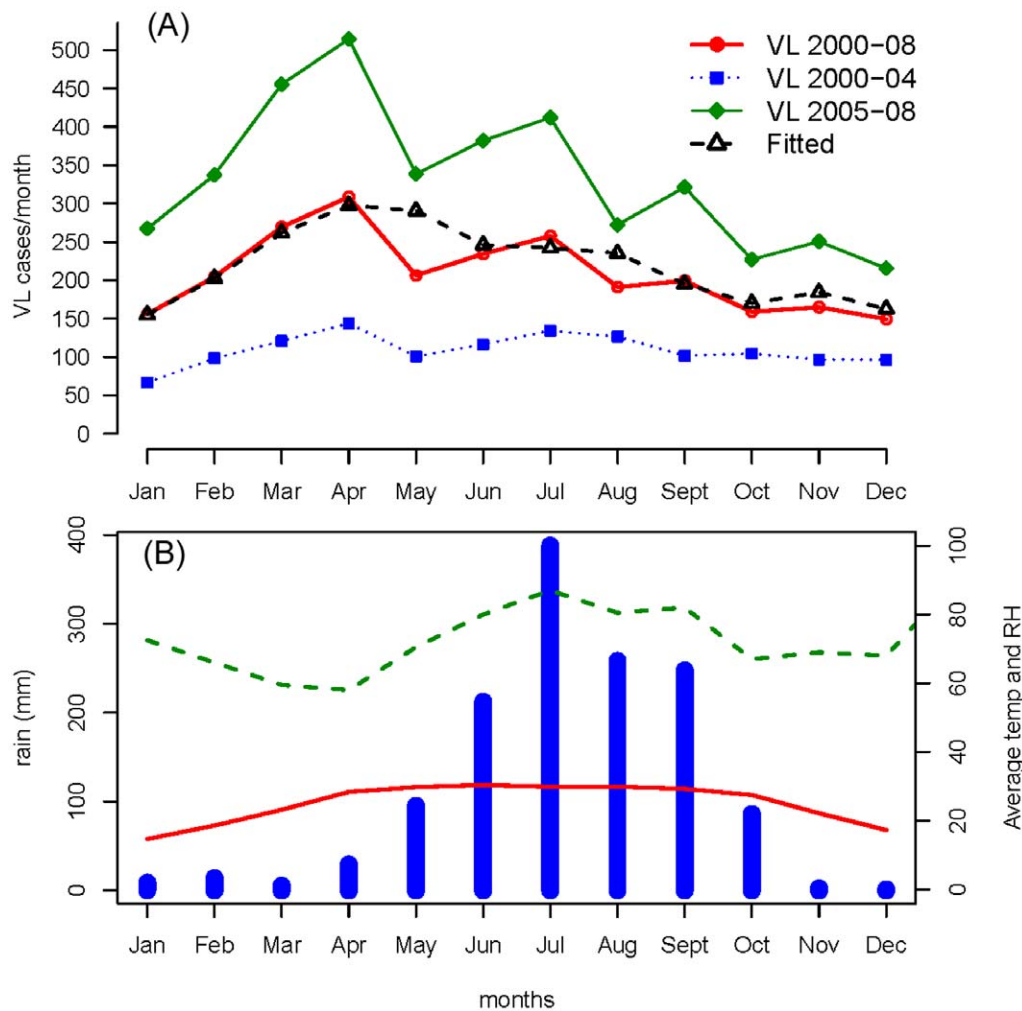 (A)
VL 2000−08
VL 2000−04
VL 2005−08
Fitted
VL cases/month
500
450
400
350
300
250
200
150
100
50
0
Jan Feb Mar Apr May Jun Jul Aug Sept Oct Nov Dec
(B)
rain (mm)
400
300
200
100
0
Average temp and RH
100
80
60
40
20
0
Jan Feb Mar Apr May Jun Jul Aug Sept Oct Nov Dec
months